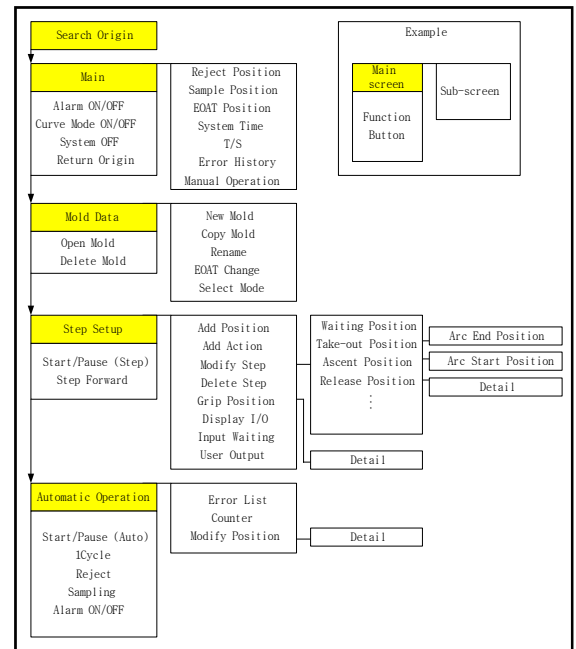 Search Origin
Main
Alarm ON/OFF
Curve Mode ON/OFF
System OFF
Return Origin
Reject Position
Sample Position
EOAT Position
System Time
T/S
Error History
Manual Operation
Example
Main
screen
Function
Button
Sub-screen
Mold Data
Open Mold
Delete Mold
New Mold
Copy Mold
Rename
EOAT Change
Select Mode
Step Setup
Start/Pause (Step)
Step Forward
Add Position
Add Action
Modify Step
Delete Step
Grip Position
Display I/O
Input Waiting
User Output
Waiting Position
Take-out Position
Ascent Position
Release Position
⋮
Arc End Position
Arc Start Position
Detail
Detail
Automatic Operation
Start/Pause (Auto)
1Cycle
Reject
Sampling
Alarm ON/OFF
Error List
Counter
Modify Position
Detail